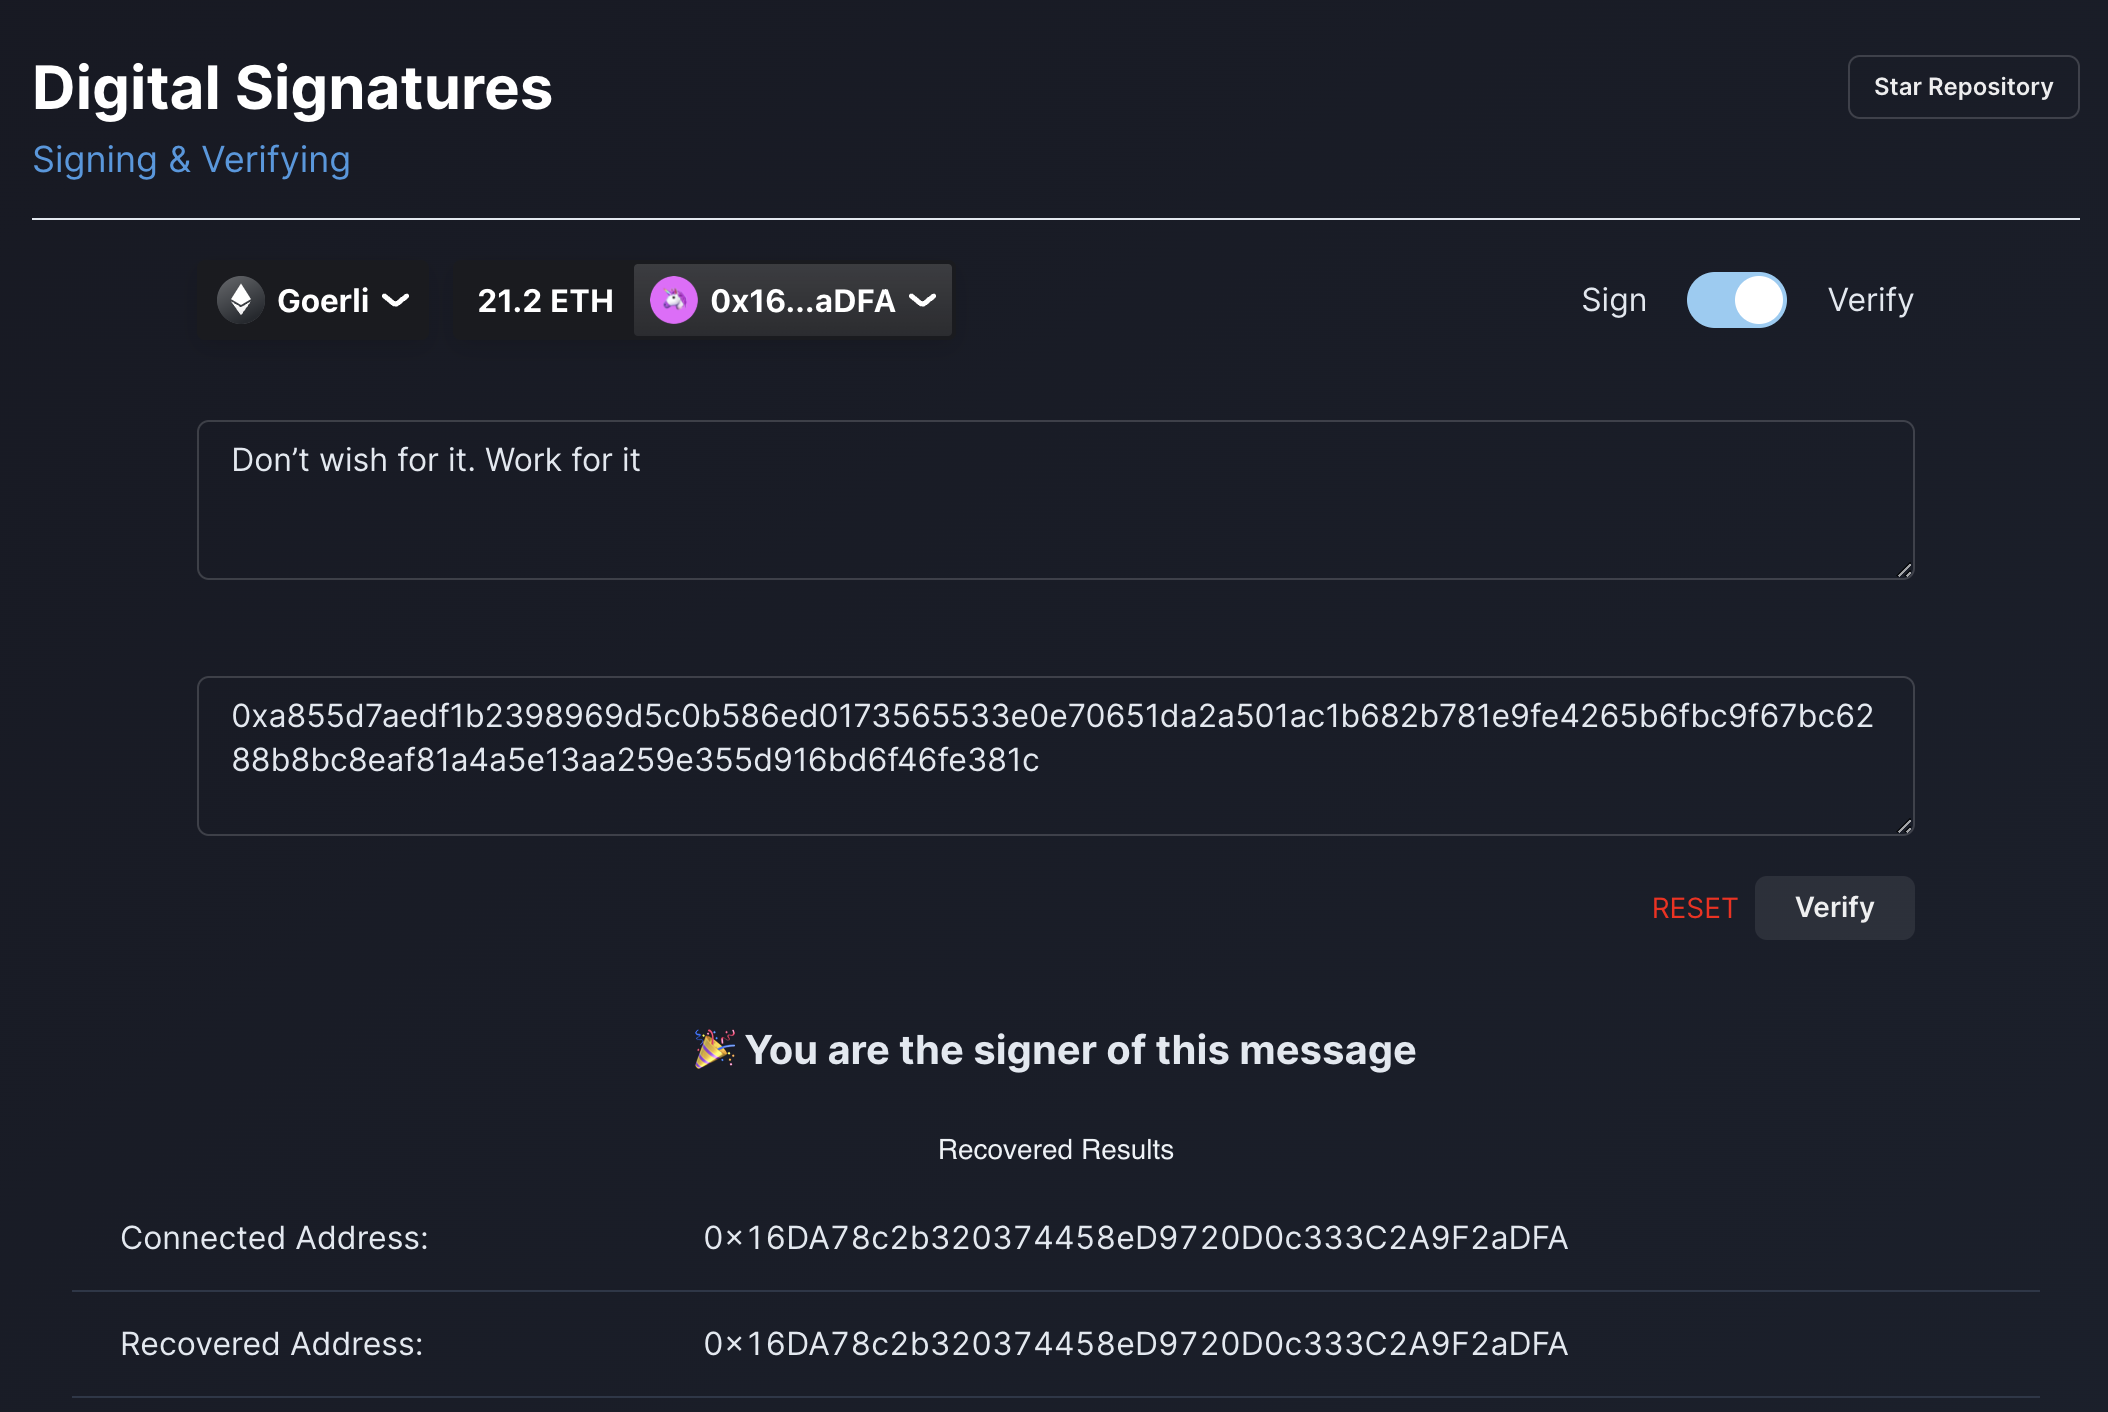 Digital Signatures
Star Repository
Signing & Verifying
Goerli
21.2 ETH
0x16...aDFA
Sign
Verify
Don’t wish for it. Work for it
0xa855d7aedf1b2398969d5c0b586ed0173565533e0e70651da2a501ac1b682b781e9fe4265b6fbc9f67bc62
88b8bc8eaf81a4a5e13aa259e355d916bd6f46fe381c
RESET
Verify
🎉 You are the signer of this message
Recovered Results
Connected Address:
0×16DA78c2b320374458eD9720D0c333C2A9F2aDFA
Recovered Address:
0×16DA78c2b320374458eD9720D0c333C2A9F2aDFA